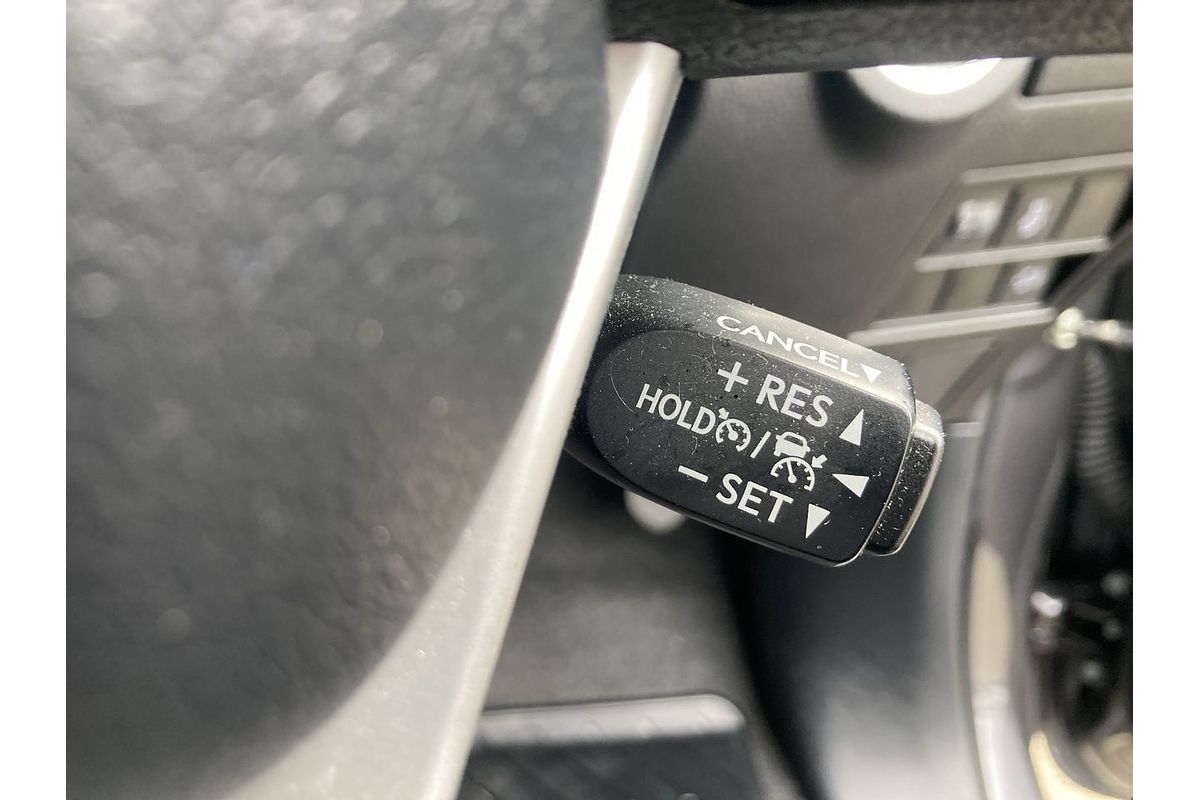 CANCEL▼
+ RES ▲
HOLD / ◀
- SET ▼